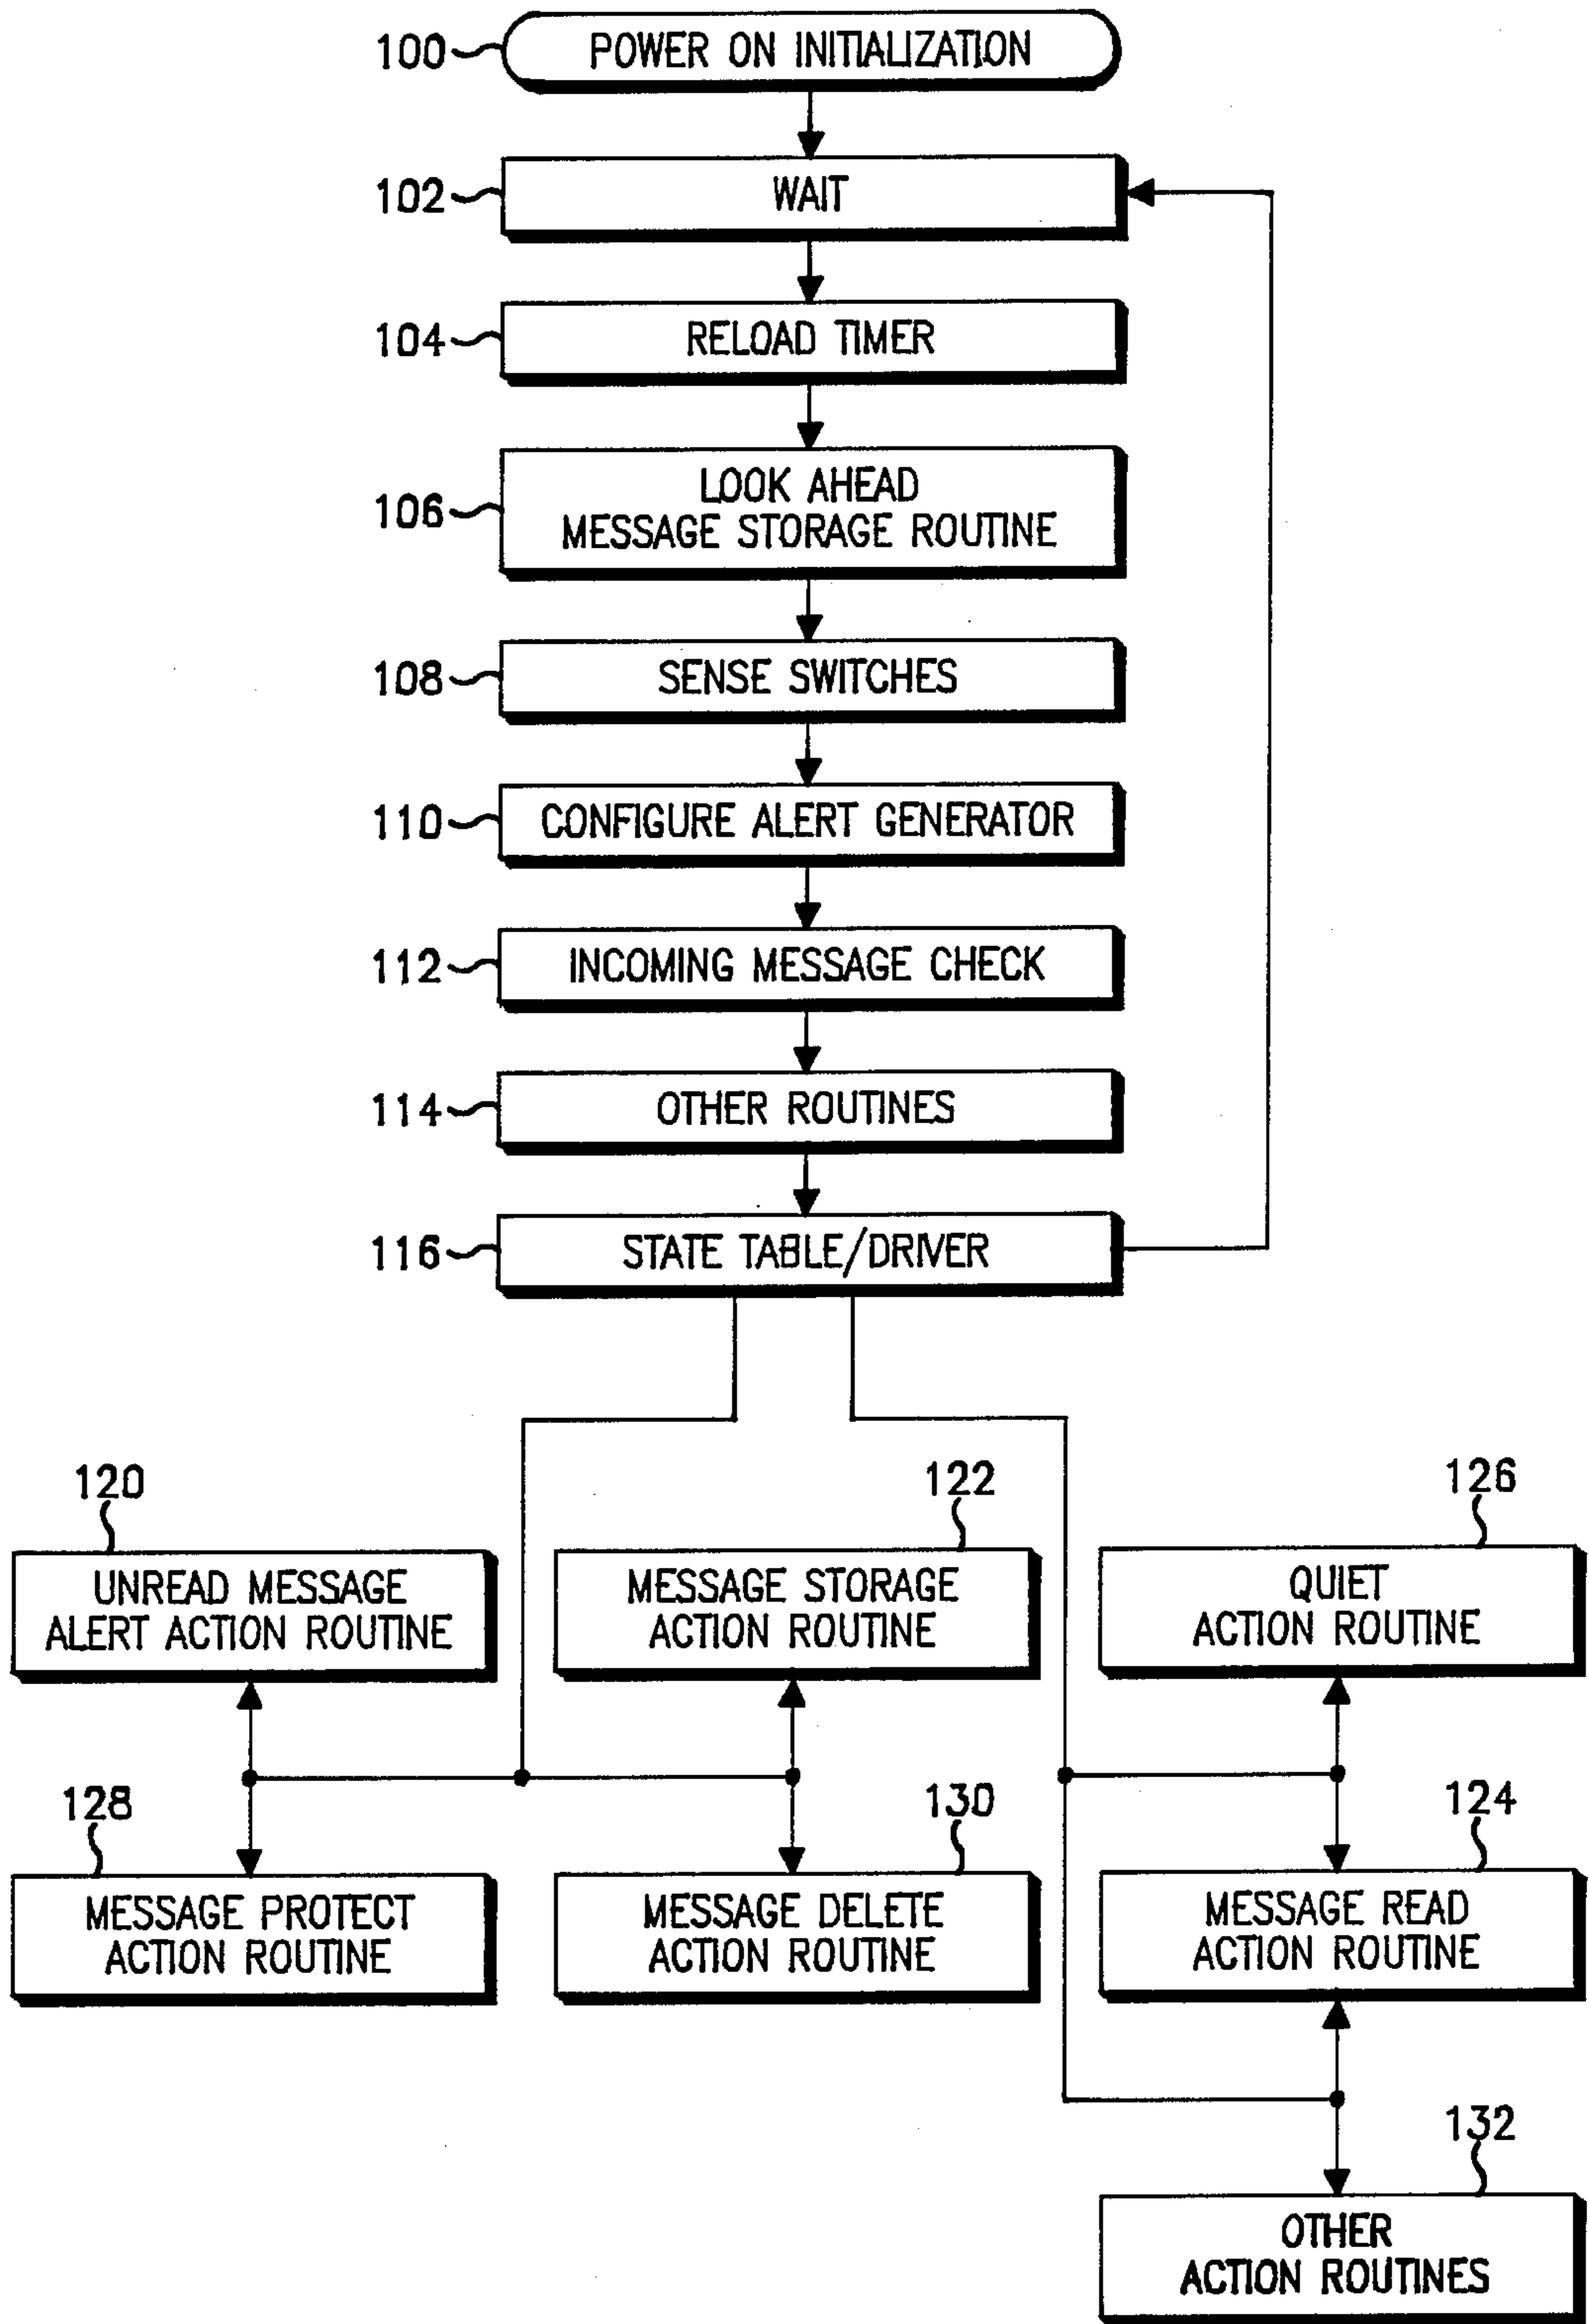 100 POWER ON INITIALIZATION
102 WAIT
104 RELOAD TIMER
106 LOOK AHEAD
MESSAGE STORAGE ROUTINE
108 SENSE SWITCHES
110 CONFIGURE ALERT GENERATOR
112 INCOMING MESSAGE CHECK
114 OTHER ROUTINES
116 STATE TABLE/DRIVER
120
UNREAD MESSAGE
ALERT ACTION ROUTINE
122
MESSAGE STORAGE
ACTION ROUTINE
126
QUIET
ACTION ROUTINE
128
MESSAGE PROTECT
ACTION ROUTINE
130
MESSAGE DELETE
ACTION ROUTINE
124
MESSAGE READ
ACTION ROUTINE
132
OTHER
ACTION ROUTINES